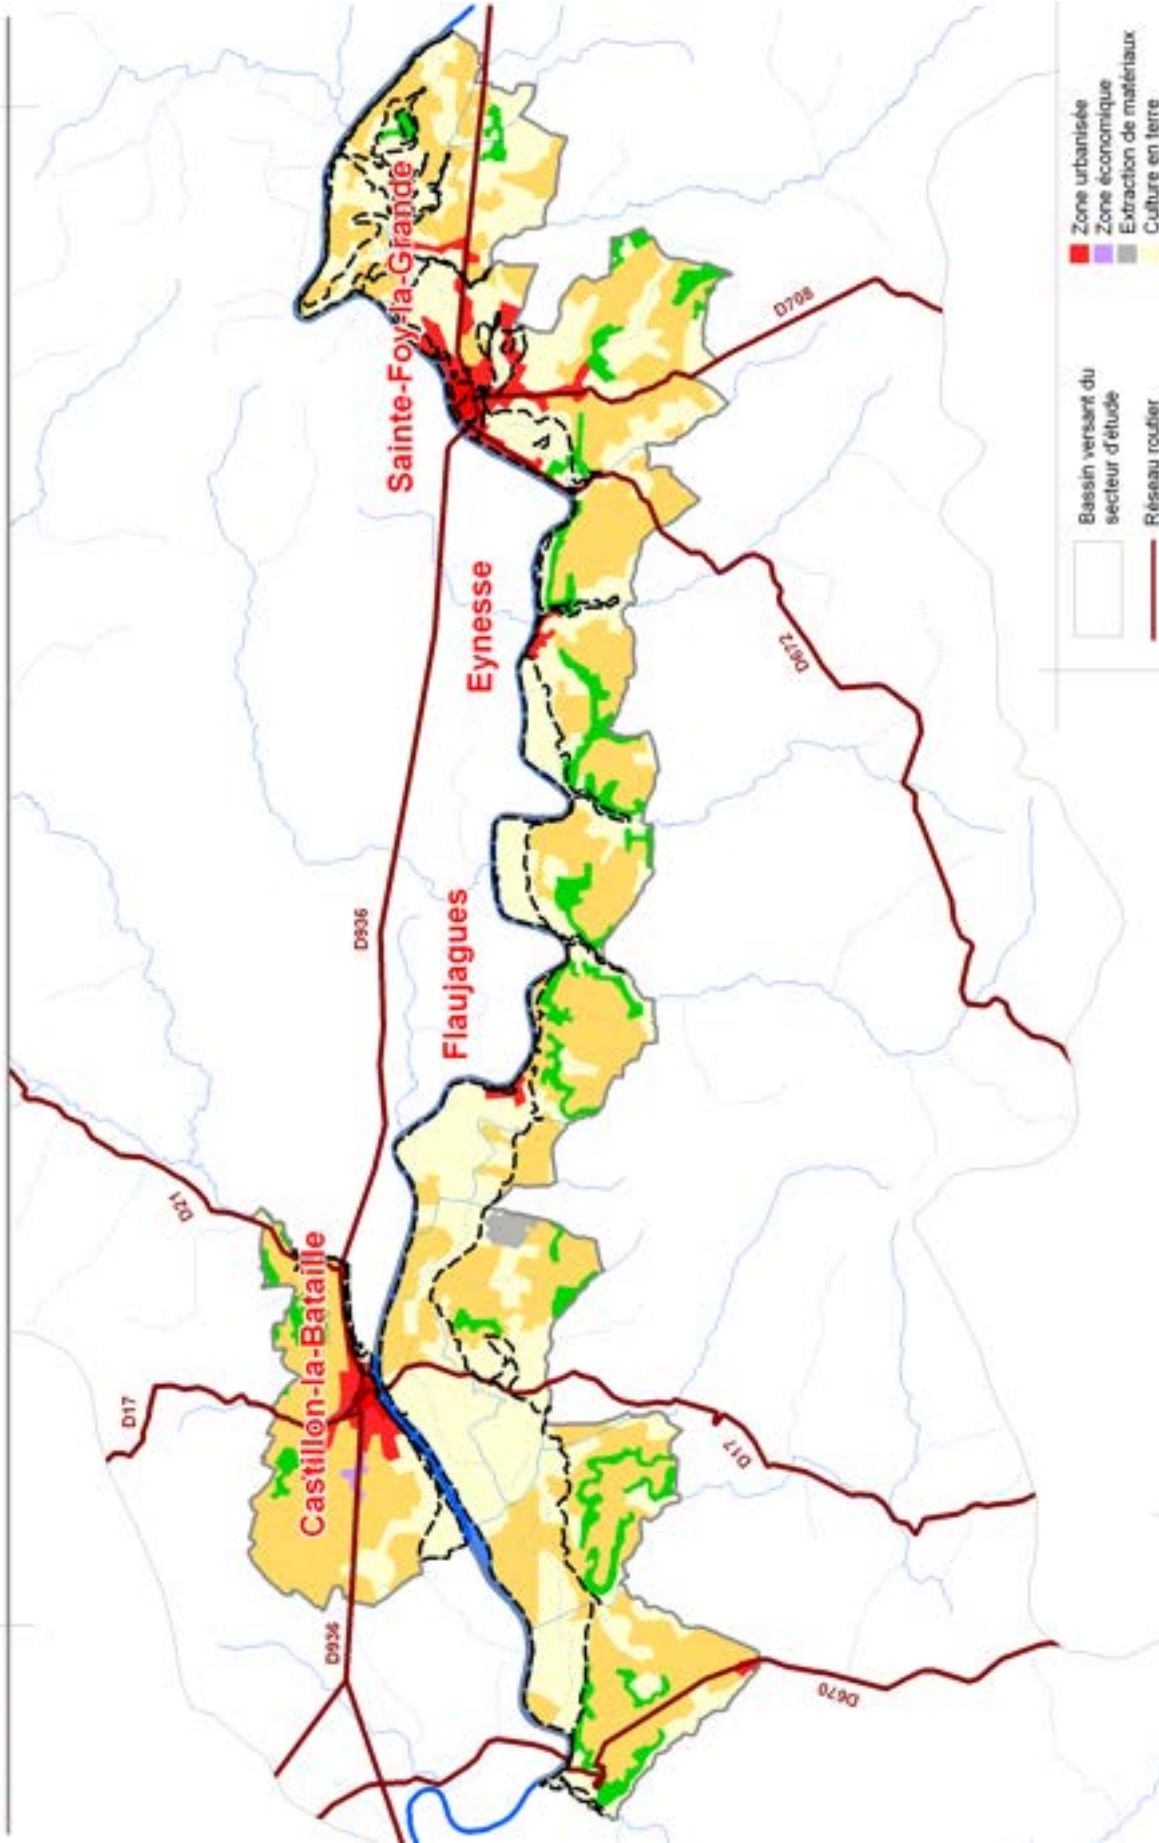 Castillon-la-Bataille
Flaujagues
Eynesse
Sainte-Foy-la-Grande
D936
D17
D21
D936
D670
D17
D672
D708
Bassin versant du
secteur d'étude
Réseau routier
Zone urbanisée
Zone économique
Extraction de matériaux
Culture en terre